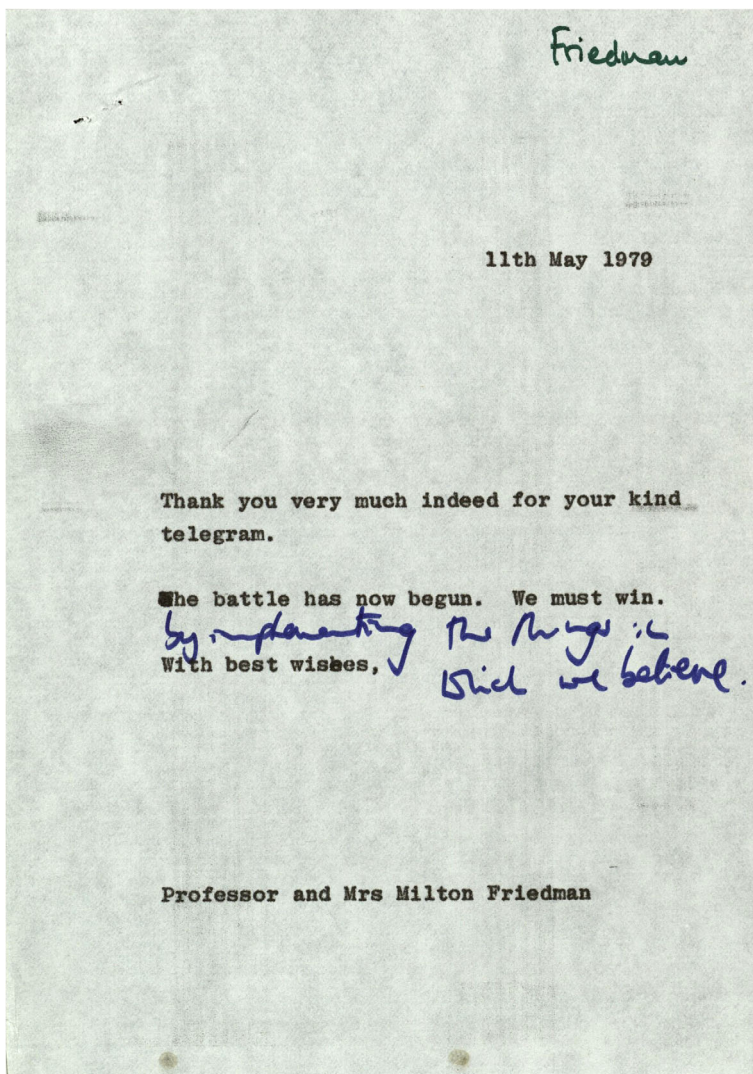 Friedman
11th May 1979
Thank you very much indeed for your kind
telegram.
The battle has now begun. We must win.
by implementing the things in
With best wishes,
which we believe.
Professor and Mrs Milton Friedman